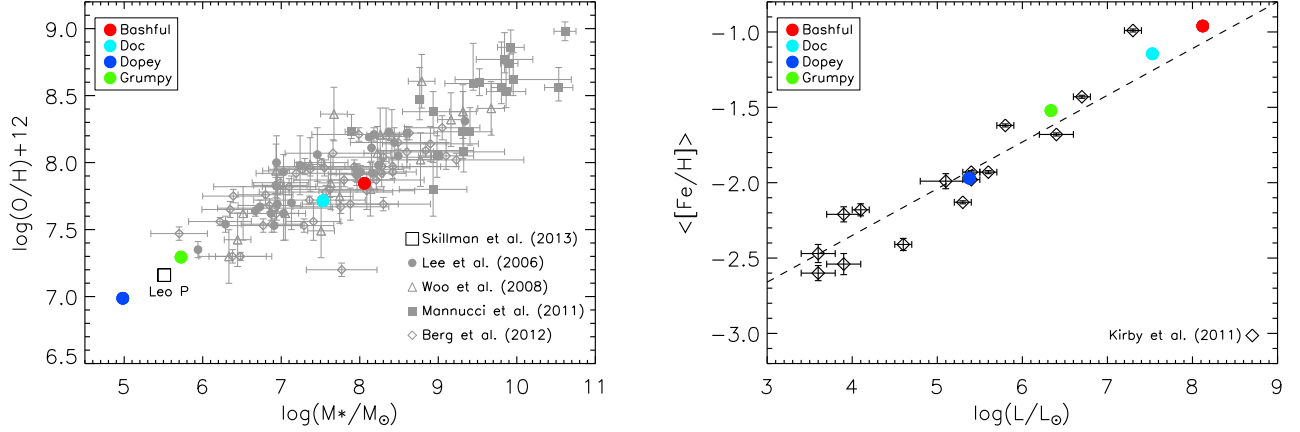 Bashful
Doc
Dopey
Grumpy
9.0
8.5
8.0
7.5
7.0
6.5
log(O/H)+12
Leo P
Skillman et al. (2013)
Lee et al. (2006)
Woo et al. (2008)
Mannucci et al. (2011)
Berg et al. (2012)
5 6 7 8 9 10 11
log(M*/M☉)
Bashful
Doc
Dopey
Grumpy
−1.0
−1.5
−2.0
−2.5
−3.0
<[Fe/H]>
Kirby et al. (2011)
3 4 5 6 7 8 9
log(L/L☉)